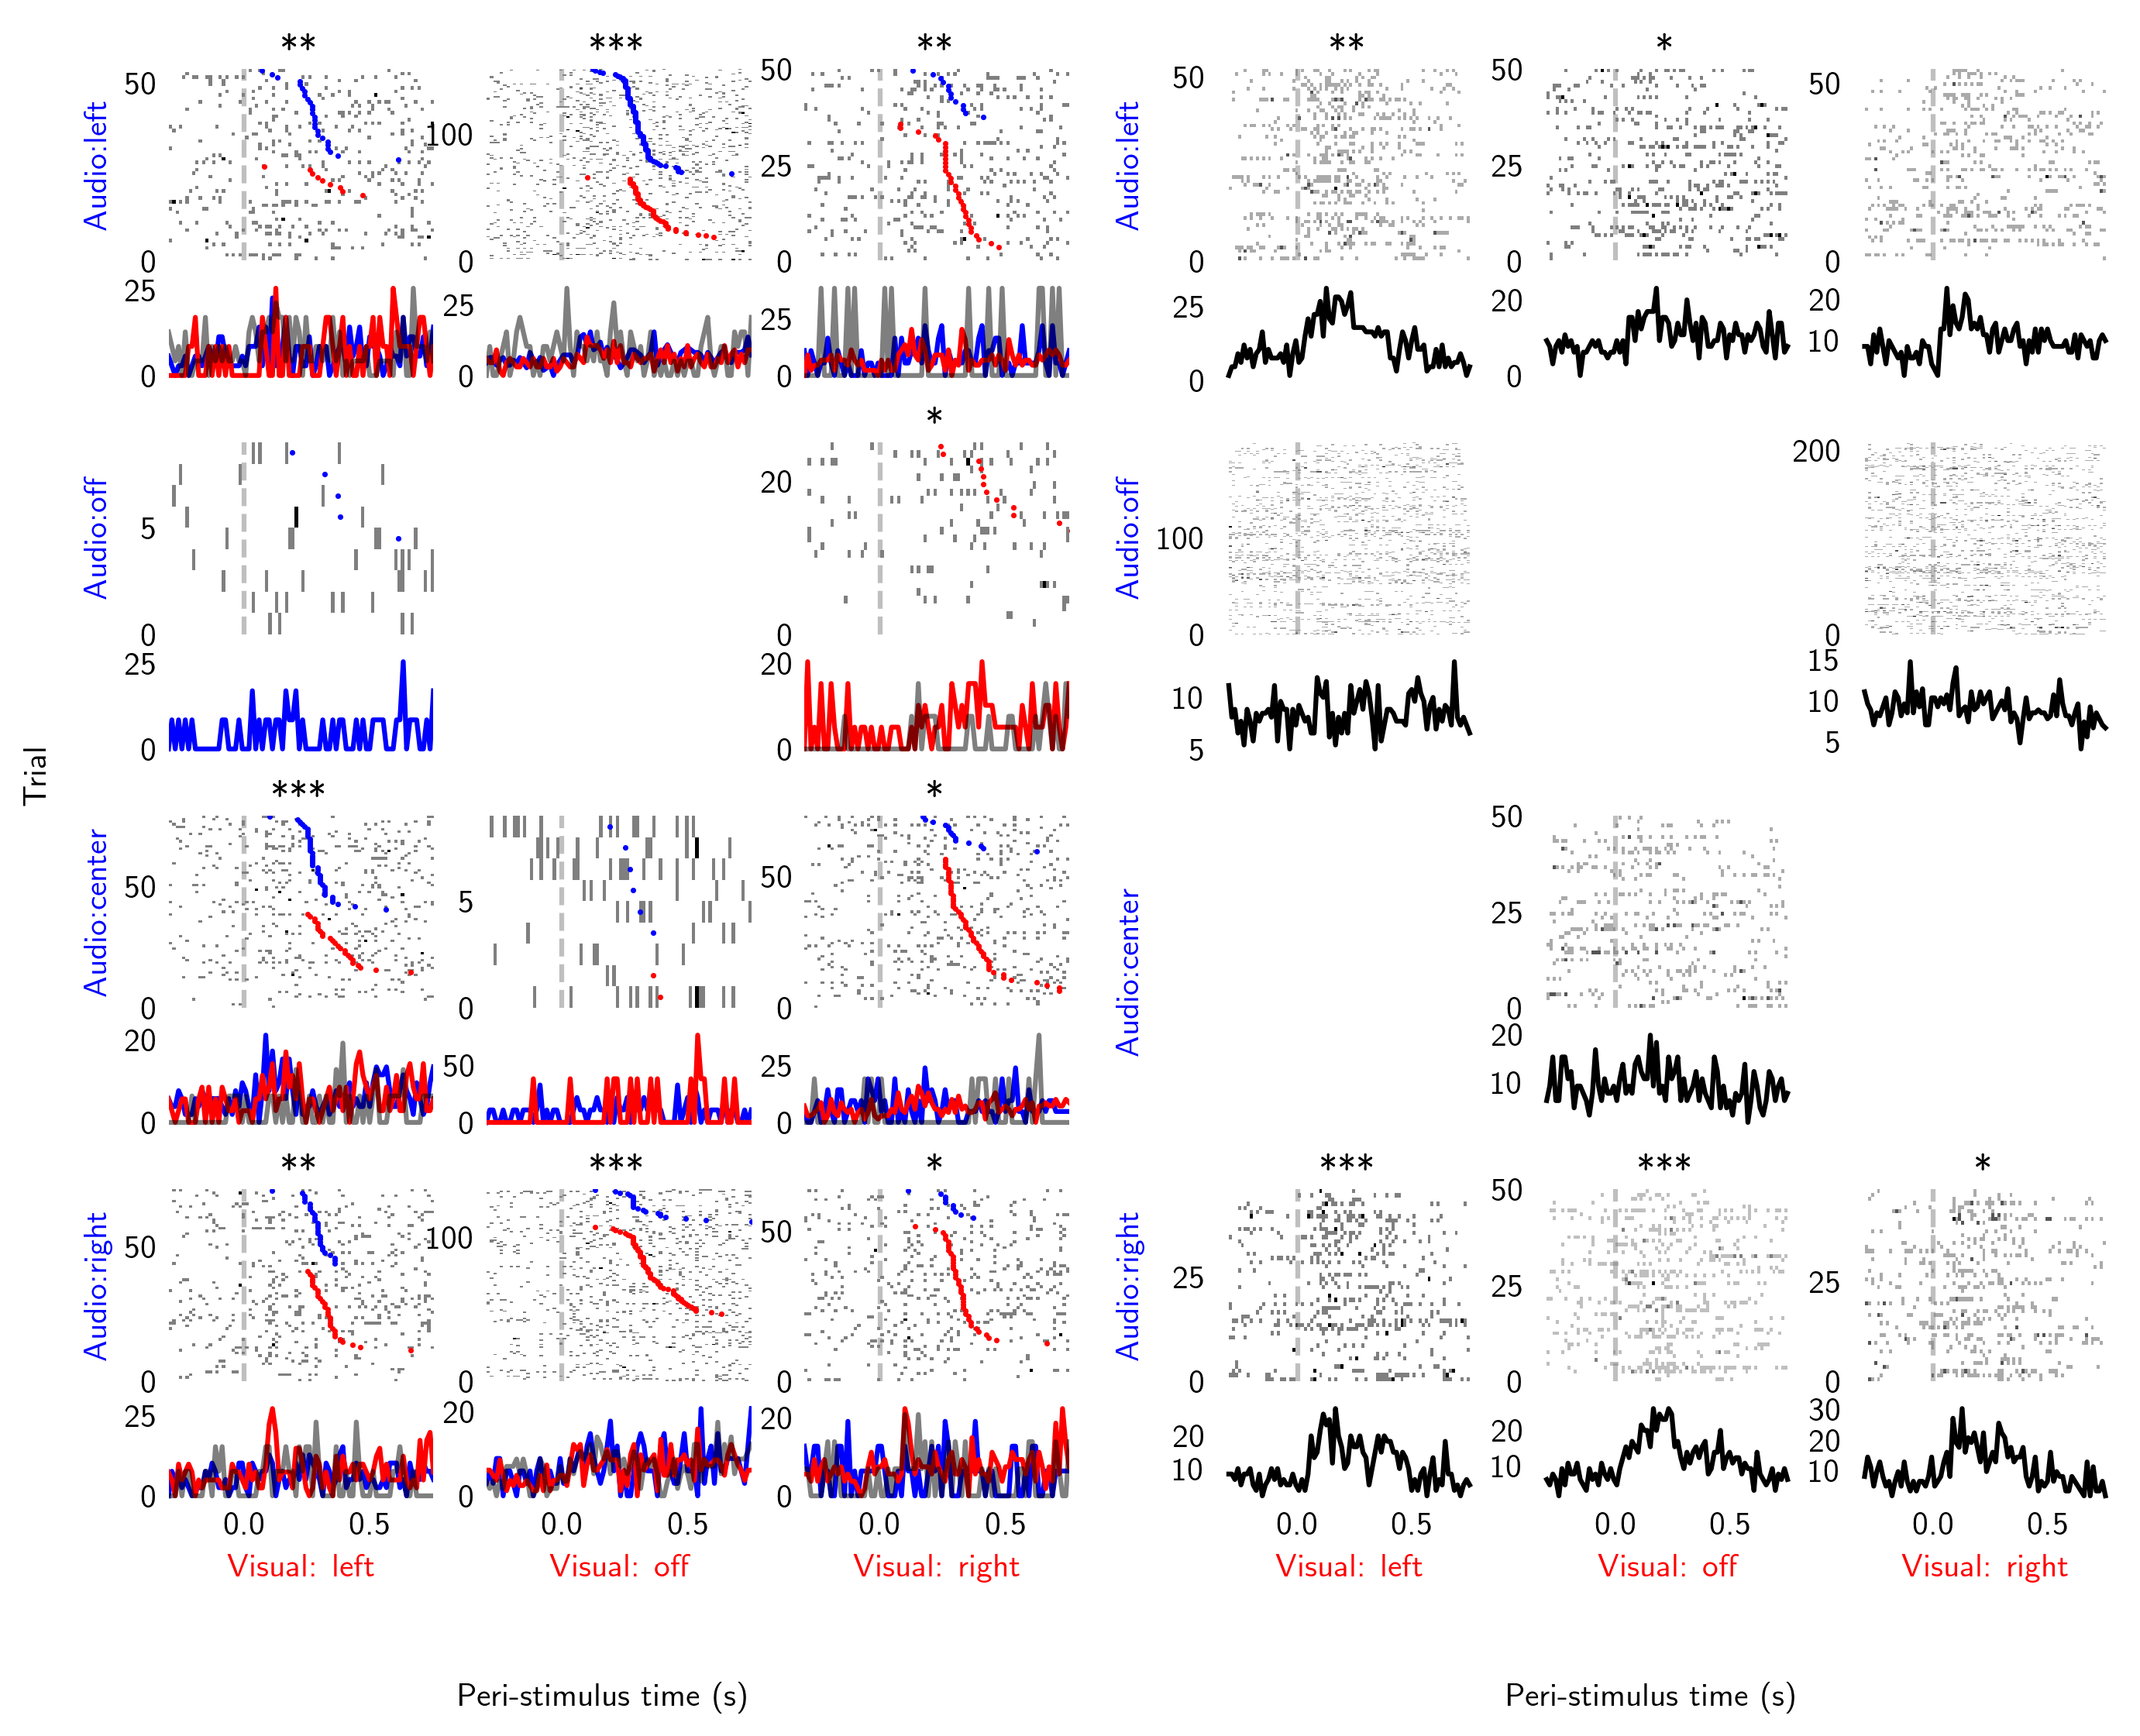 ** *** ** ** *
50 50 50 50 50
100
25 25
Audio:left Audio:left
0 0 0 0 0 0
25 25 25 25 20 20
10 10
0 0 0 0 0
*
5 20 100 200
Audio:off Audio:off
0 0 0 0
25 20 10 15
10
0 0 5 5
*** *
50 5 50 50
25
Audio:center Audio:center
0 0 0 0
20 50 25 20
10
0 0 0
** *** * *** *** *
50 100 50 25 50 25
25
Audio:right Audio:right
0 0 0 0 0 0
25 20 20 20 20 30
10 10 20
10
0 0 0
0.0 0.5 0.0 0.5 0.0 0.5 0.0 0.5 0.0 0.5 0.0 0.5
Visual: left Visual: off Visual: right Visual: left Visual: off Visual: right
Trial
Peri-stimulus time (s) Peri-stimulus time (s)